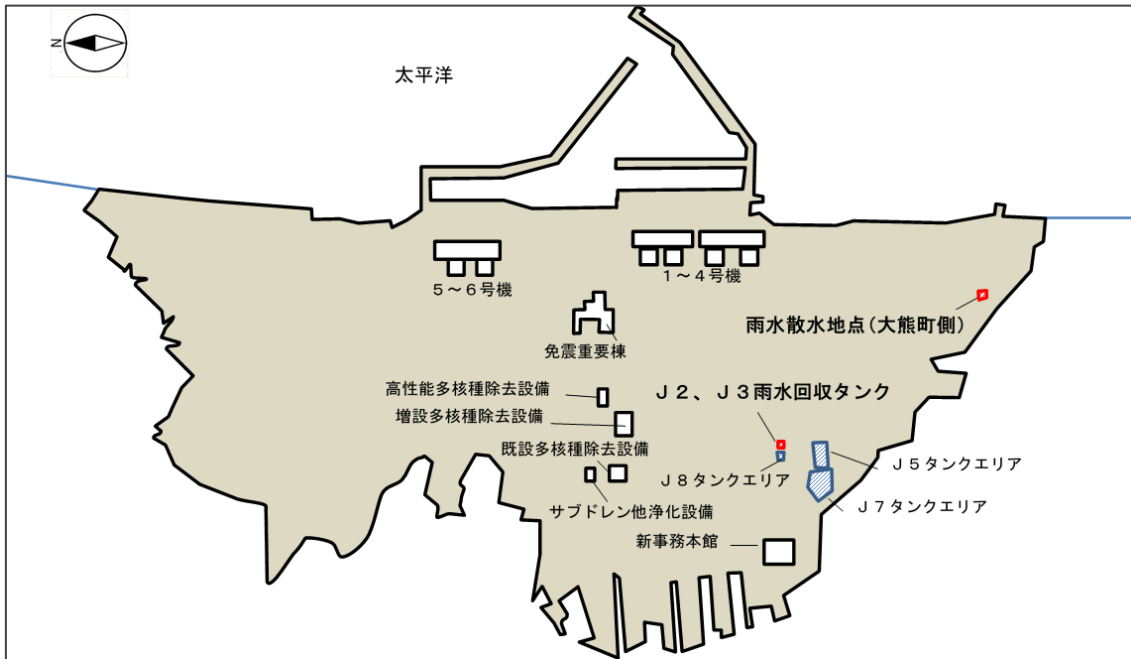 N
太平洋
５～６号機
１～４号機
雨水散水地点（大熊町側）
免震重要棟
高性能多核種除去設備
Ｊ２、Ｊ３雨水回収タンク
増設多核種除去設備
既設多核種除去設備
Ｊ５タンクエリア
Ｊ８タンクエリア
Ｊ７タンクエリア
サブドレン他浄化設備
新事務本館